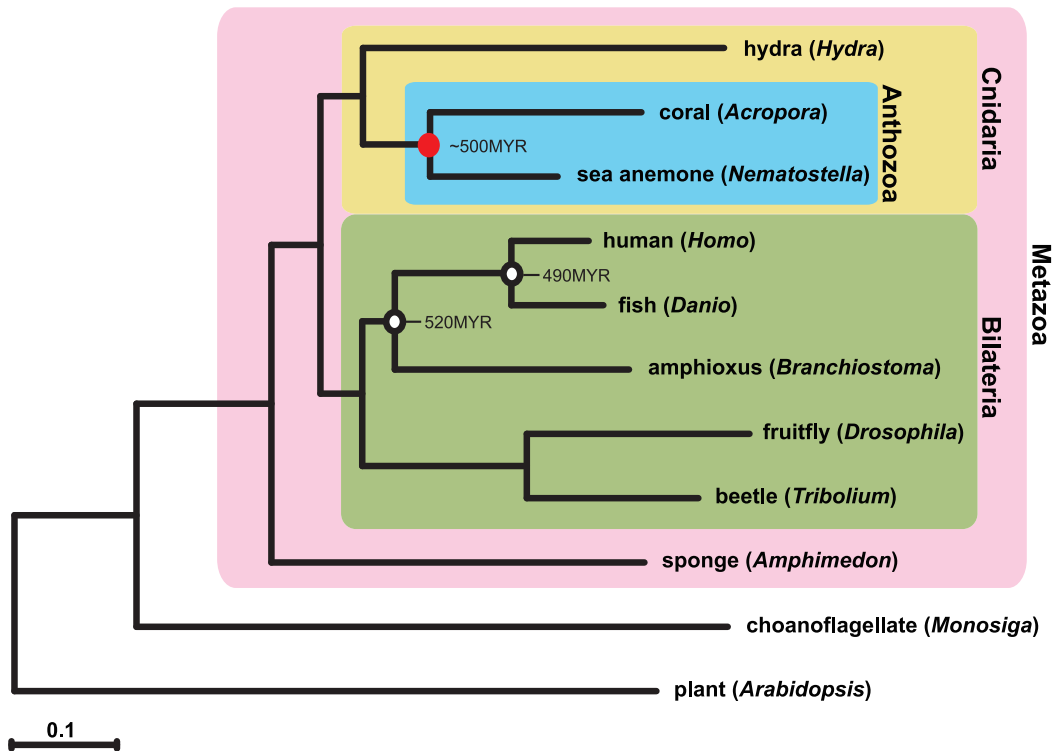 hydra (Hydra)
coral (Acropora)
~500MYR
sea anemone (Nematostella)
Anthozoa
Cnidaria
human (Homo)
490MYR
fish (Danio)
520MYR
amphioxus (Branchiostoma)
fruitfly (Drosophila)
beetle (Tribolium)
Bilateria
Metazoa
sponge (Amphimedon)
choanoflagellate (Monosiga)
plant (Arabidopsis)
0.1